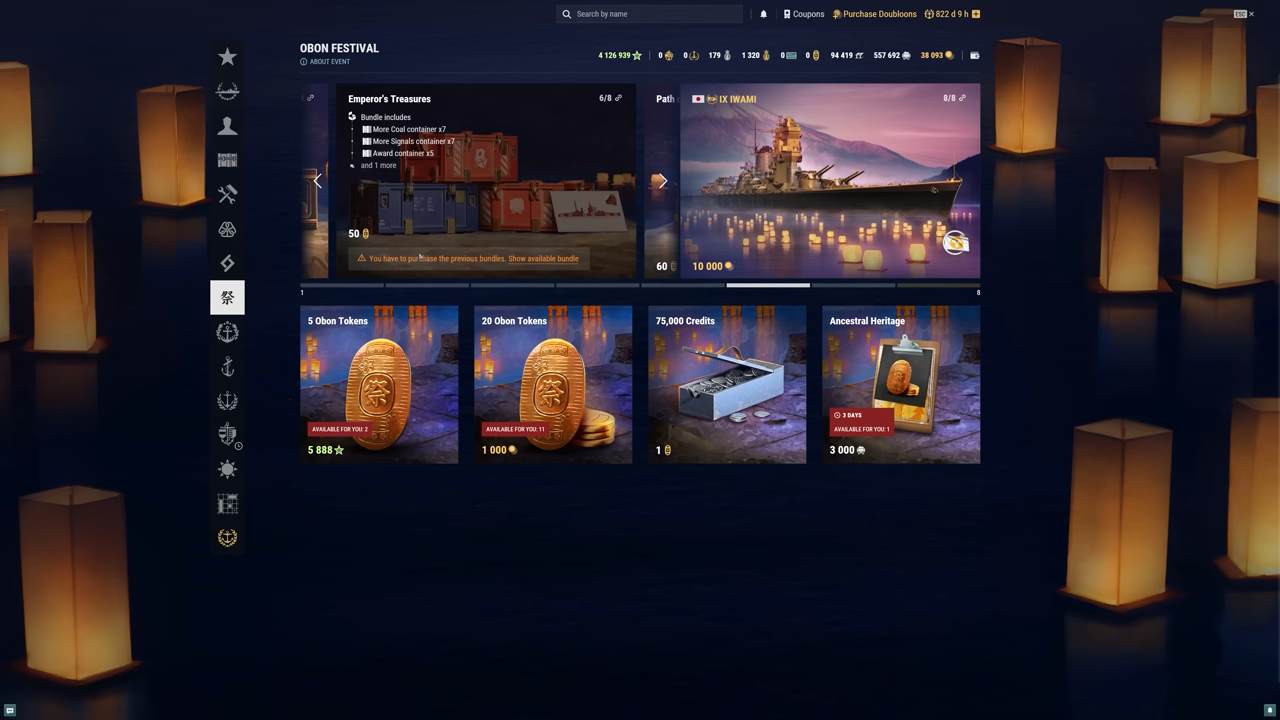 Search by name
Coupons
Purchase Doubloons
822 d 9 h
ESC
OBON FESTIVAL
ABOUT EVENT
4 126 939
0
0
179
1 320
0
0
94 419
557 692
38 093
Emperor's Treasures
6/8
Bundle includes
More Coal container x7
More Signals container x7
Award container x5
and 1 more
50
You have to purchase the previous bundles. Show available bundle
Path
60
IX IWAMI
8/8
10 000
1
8
5 Obon Tokens
祭
AVAILABLE FOR YOU: 2
5 888
20 Obon Tokens
祭
AVAILABLE FOR YOU: 11
1 000
75,000 Credits
1
Ancestral Heritage
3 DAYS
AVAILABLE FOR YOU: 1
3 000
祭